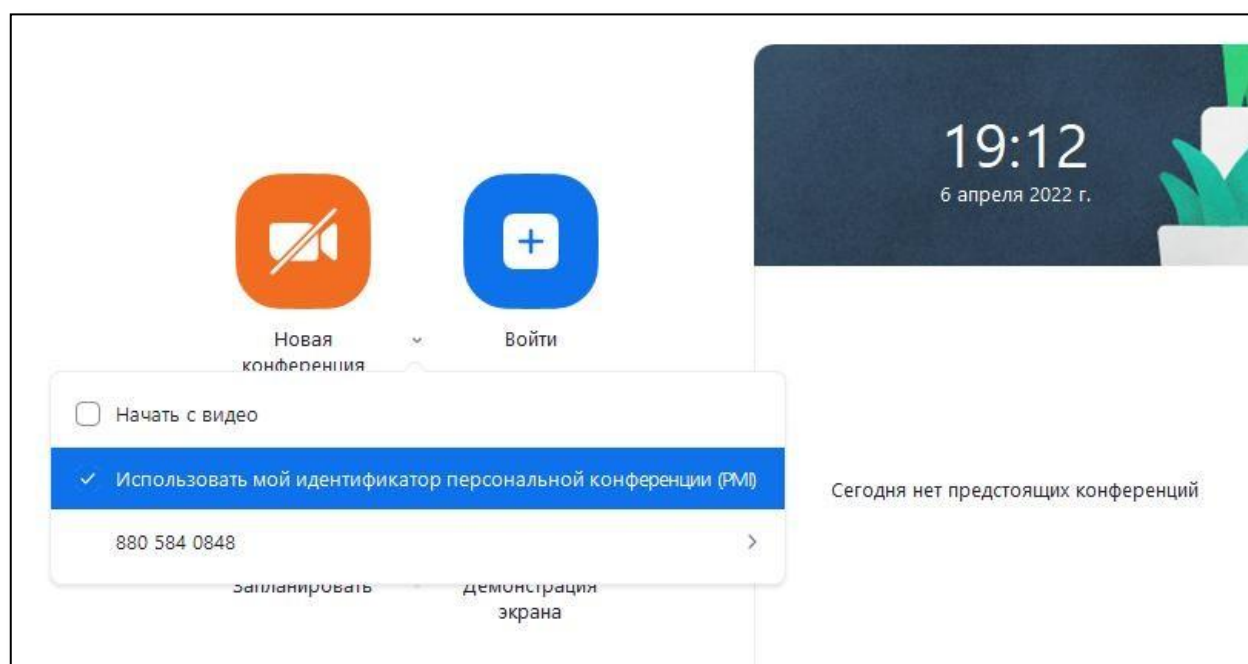 19:12
6 апреля 2022 г.
Новая
конференция
Войти
Начать с видео
Использовать мой идентификатор персональной конференции (PMI)
880 584 0848
Сегодня нет предстоящих конференций
Запланировать
Демонстрация
экрана